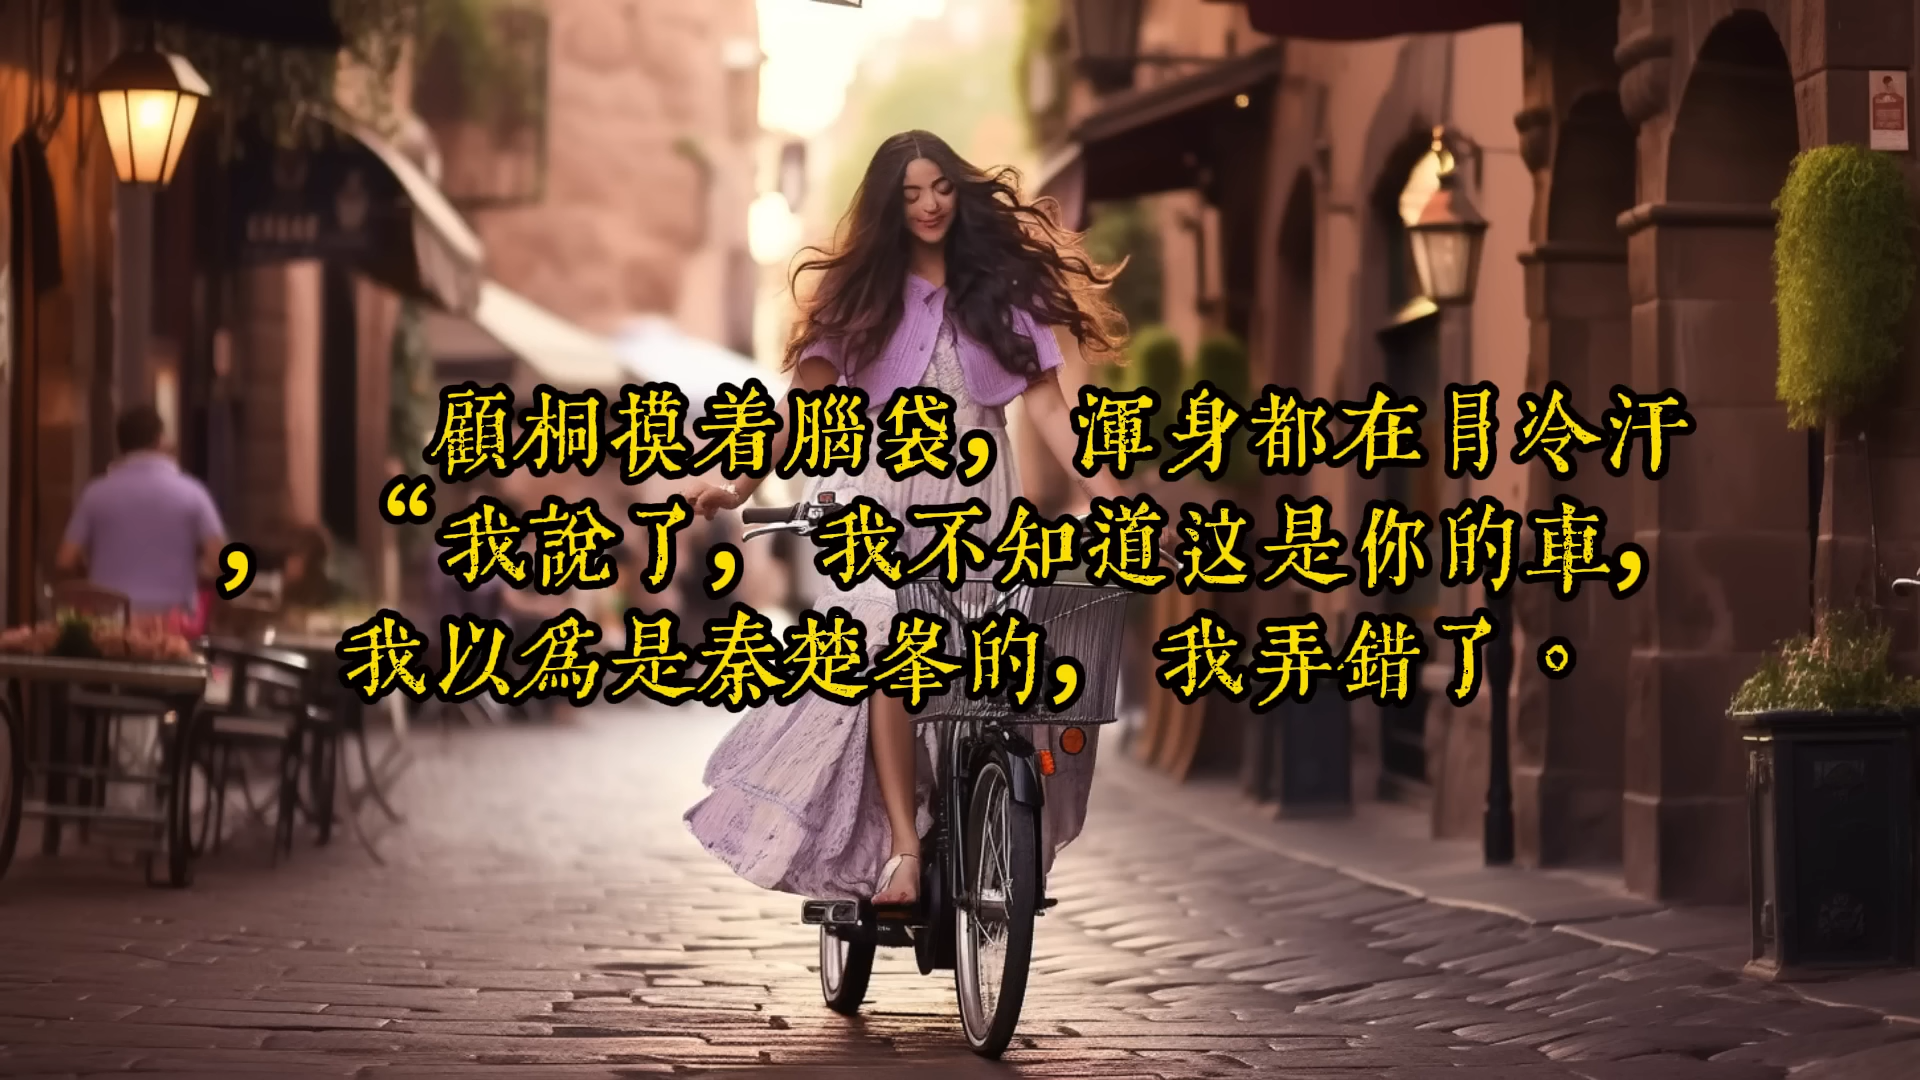 顧桐摸着腦袋，渾身都在冒冷汗
，“我說了，我不知道这是你的車，
我以爲是秦楚峯的，我弄錯了。